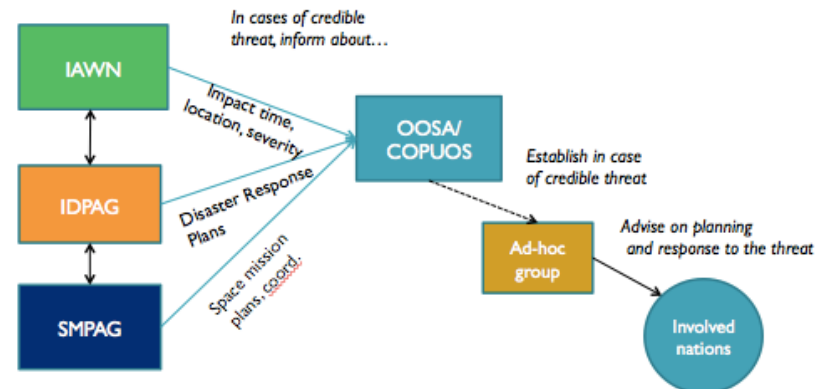 In cases of credible
threat, inform about…
IAWN
Impact time,
location, severity
OOSA/
COPUOS
Establish in case
of credible threat
IDPAG
Disaster Response
Plans
Advise on planning
and response to the threat
Ad-hoc
group
Space mission
plans, coord.
SMPAG
Involved
nations